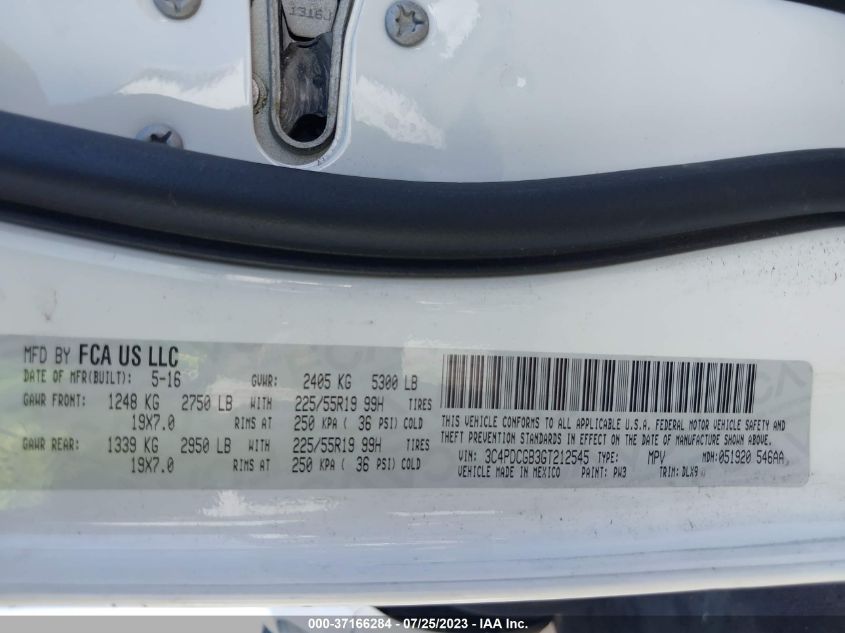 1316J
MFD BY FCA US LLC
DATE OF MFR(BUILT): 5-16 GVWR: 2405 KG 5300 LB
GAWR FRONT: 1248 KG 2750 LB WITH 225/55R19 99H TIRES
19X7.0 RIMS AT 250 KPA ( 36 PSI) COLD
GAWR REAR: 1339 KG 2950 LB WITH 225/55R19 99H TIRES
19X7.0 RIMS AT 250 KPA ( 36 PSI) COLD
THIS VEHICLE CONFORMS TO ALL APPLICABLE U.S.A. FEDERAL MOTOR VEHICLE SAFETY AND
THEFT PREVENTION STANDARDS IN EFFECT ON THE DATE OF MANUFACTURE SHOWN ABOVE.
VIN: 3C4PDCGB3GT212545 TYPE: MPV MDH: 051920 546AA
VEHICLE MADE IN MEXICO PAINT: PW3 TRIM: DLX9
000-37166284 - 07/25/2023 - IAA Inc.